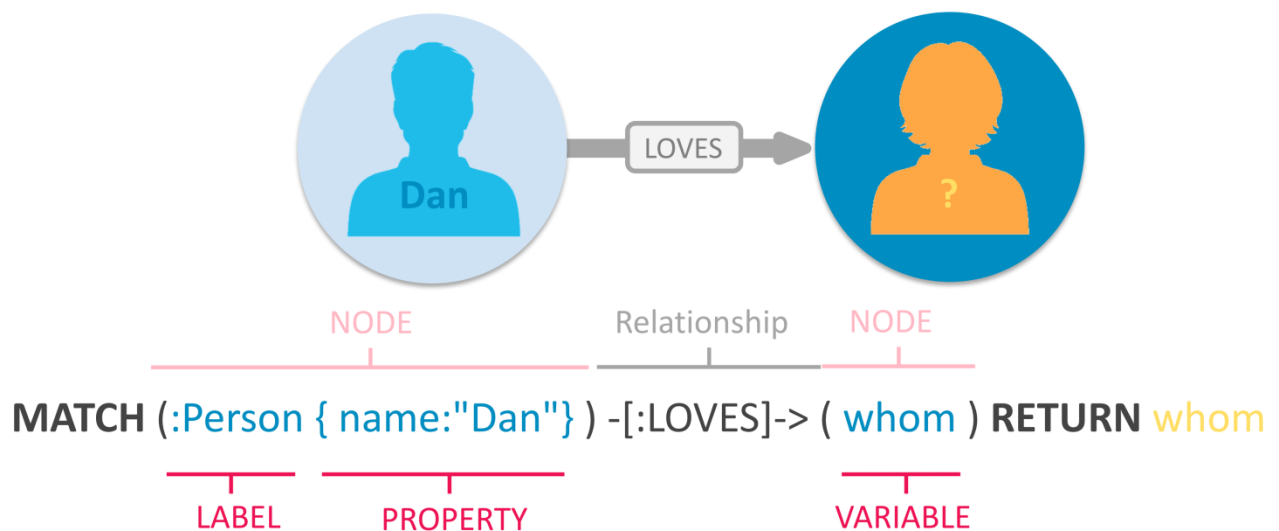 LOVES
Dan
?
NODE Relationship NODE
MATCH (:Person { name:"Dan"} ) -[:LOVES]-> ( whom ) RETURN whom
LABEL PROPERTY VARIABLE